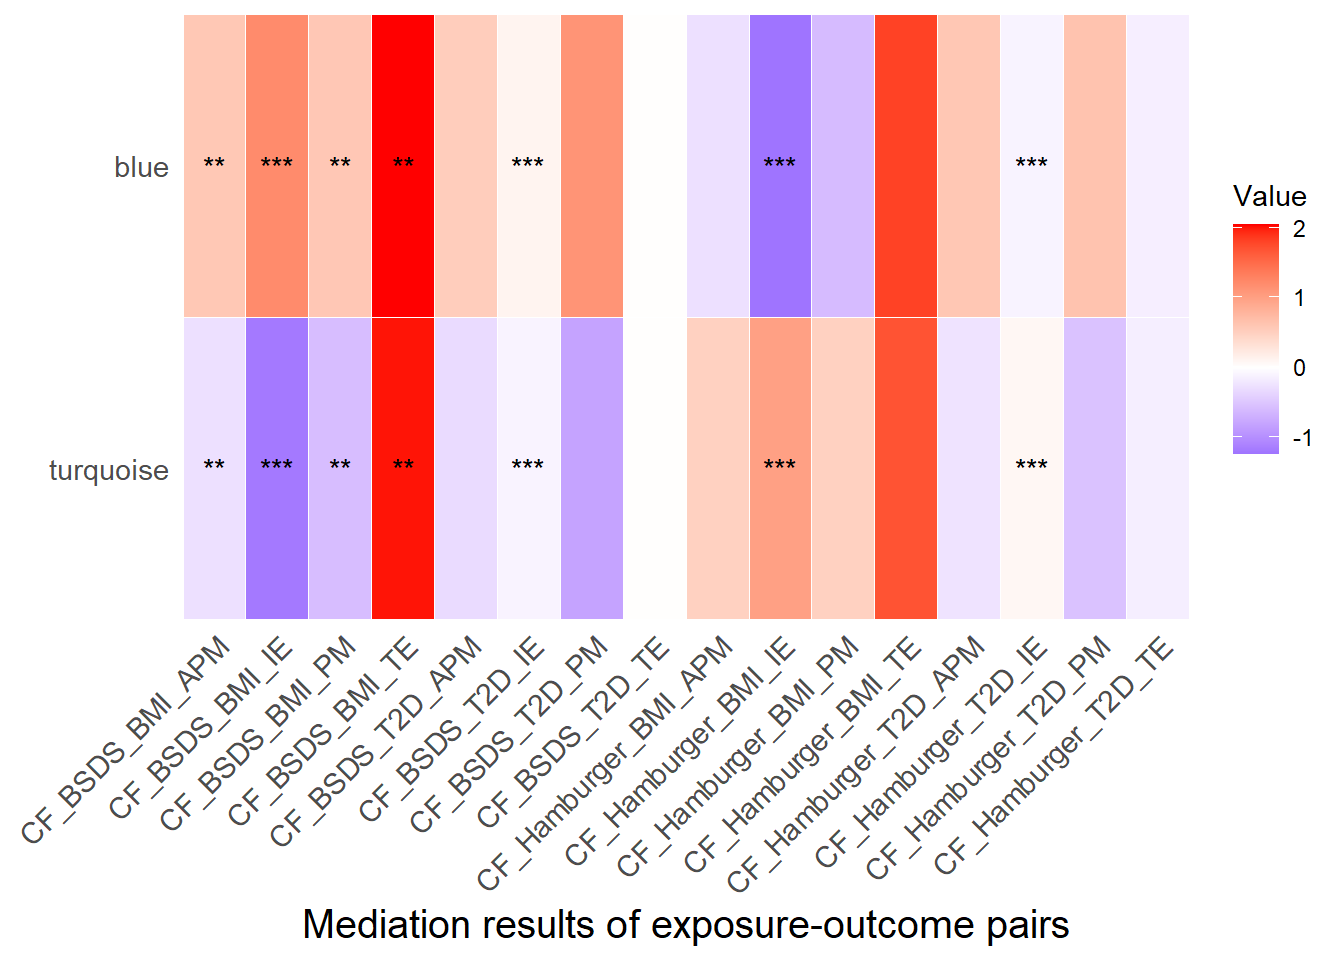 blue
** *** ** ** *** *** ***
turquoise
** *** ** ** *** *** ***
CF_BSDS_BMI_APM
CF_BSDS_BMI_IE
CF_BSDS_BMI_PM
CF_BSDS_BMI_TE
CF_BSDS_T2D_APM
CF_BSDS_T2D_IE
CF_BSDS_T2D_PM
CF_BSDS_T2D_TE
CF_Hamburger_BMI_APM
CF_Hamburger_BMI_IE
CF_Hamburger_BMI_PM
CF_Hamburger_BMI_TE
CF_Hamburger_T2D_APM
CF_Hamburger_T2D_IE
CF_Hamburger_T2D_PM
CF_Hamburger_T2D_TE
Mediation results of exposure-outcome pairs
Value
2
1
0
-1